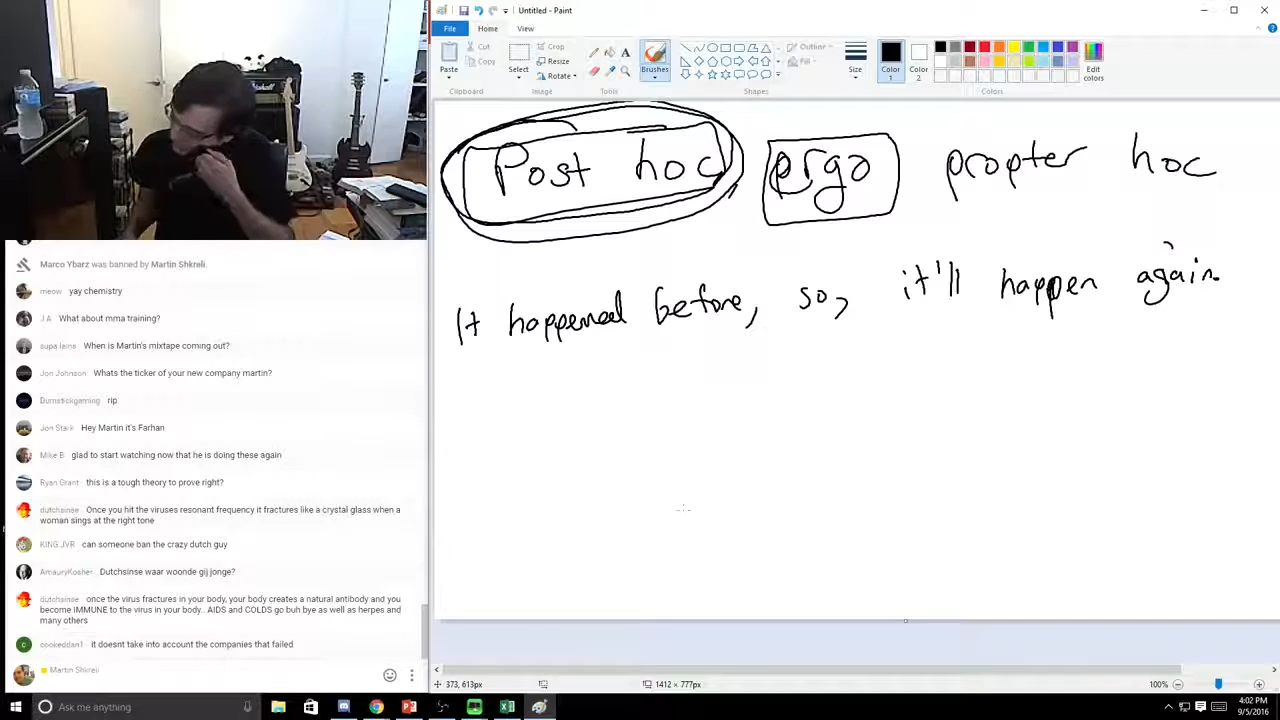 Untitled - Paint
File Home View
Paste
Cut
Copy
Clipboard
Select
Crop
Resize
Rotate
Image
Tools
Brushes
Shapes
Outline
Fill
Size
Color 1
Color 2
Edit colors
Colors
Post hoc ergo propter hoc
It happened before, so, it'll happen again.
Marco Ybarz was banned by Martin Shkreli.
meow yay chemistry
J A What about mma training?
supa lains When is Martin's mixtape coming out?
Jon Johnson Whats the ticker of your new company martin?
Dumstickgaming rip
Jon Stark Hey Martin it's Farhan
Mike B glad to start watching now that he is doing these again
Ryan Grant this is a tough theory to prove right?
dutchsinse Once you hit the viruses resonant frequency it fractures like a crystal glass when a
woman sings at the right tone
KING JVR can someone ban the crazy dutch guy
AmauryKosher Dutchsinse waar woonde gij jonge?
dutchsinse once the virus fractures in your body, your body creates a natural antibody and you
become IMMUNE to the virus in your body.. AIDS and COLDS go buh bye as well as herpes and
many others
cookeddan1 it doesnt take into account the companies that failed
Martin Shkreli
373, 613px
1412 × 777px
100%
Ask me anything
4:02 PM
9/5/2016